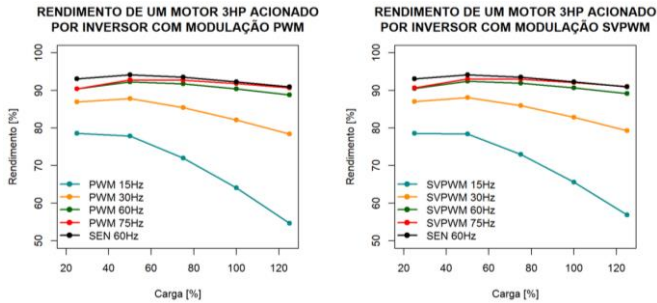 RENDIMENTO DE UM MOTOR 3HP ACIONADO
POR INVERSOR COM MODULAÇÃO PWM
Rendimento [%]
100
90
80
70
60
50
PWM 15Hz
PWM 30Hz
PWM 60Hz
PWM 75Hz
SEN 60Hz
20 40 60 80 100 120
Carga [%]
RENDIMENTO DE UM MOTOR 3HP ACIONADO
POR INVERSOR COM MODULAÇÃO SVPWM
Rendimento [%]
100
90
80
70
60
50
SVPWM 15Hz
SVPWM 30Hz
SVPWM 60Hz
SVPWM 75Hz
SEN 60Hz
20 40 60 80 100 120
Carga [%]